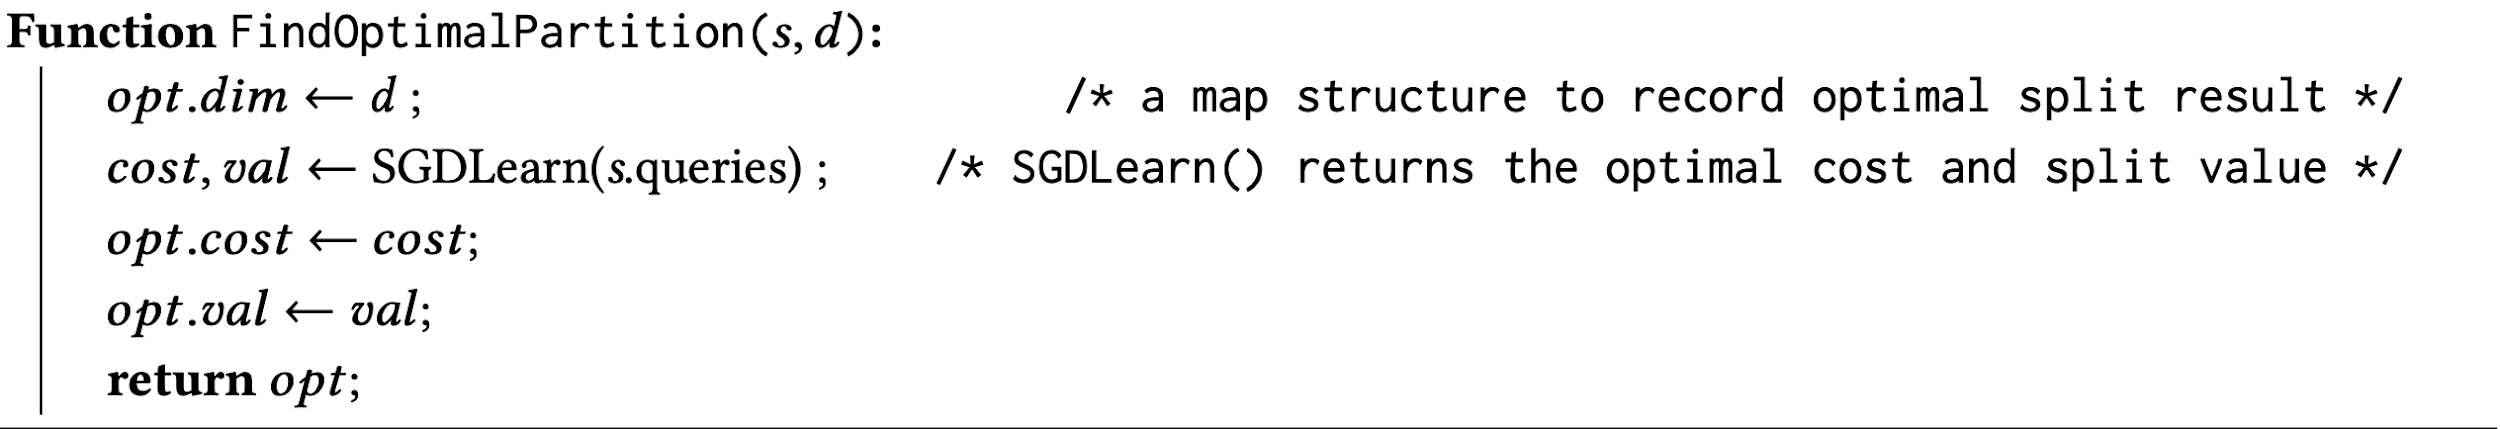 Function FindOptimalPartition(s, d):
opt.dim ← d ; /* a map structure to record optimal split result */
cost, val ← SGDLearn(s.queries) ; /* SGDLearn() returns the optimal cost and split value */
opt.cost ← cost;
opt.val ← val;
return opt;